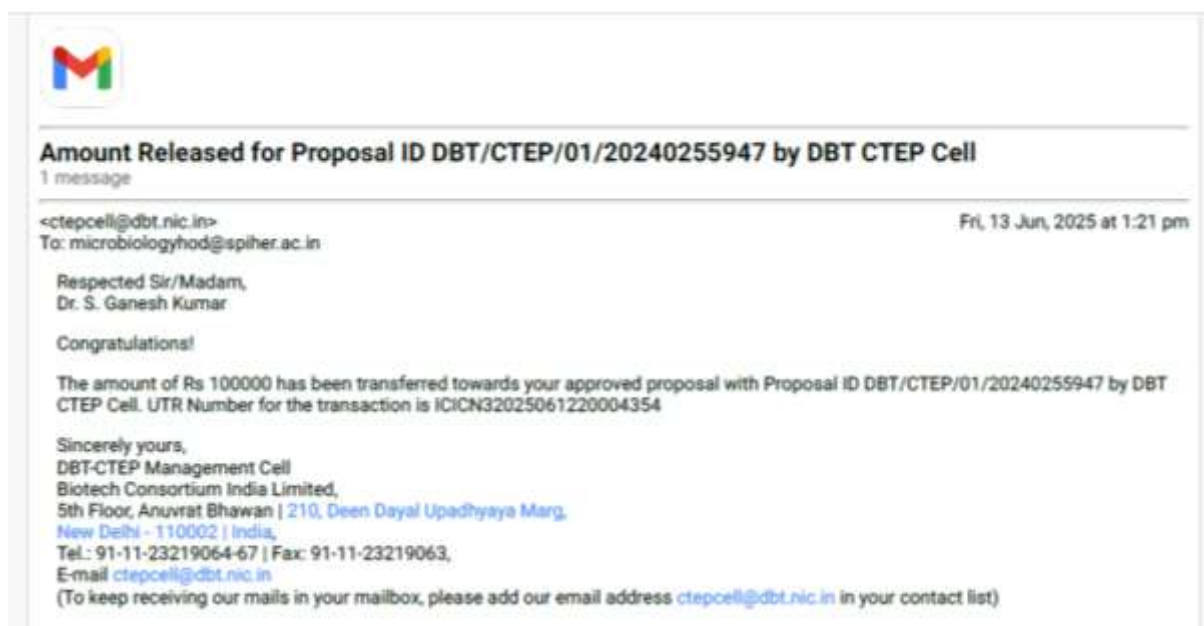 Amount Released for Proposal ID DBT/CTEP/01/20240255947 by DBT CTEP Cell
1 message
<ctepcell@dbt.nic.in>
Fri, 13 Jun, 2025 at 1:21 pm
To: microbiologyhod@spiher.ac.in
Respected Sir/Madam,
Dr. S. Ganesh Kumar
Congratulations!
The amount of Rs 100000 has been transferred towards your approved proposal with Proposal ID DBT/CTEP/01/20240255947 by DBT
CTEP Cell. UTR Number for the transaction is ICICN32025061220004354
Sincerely yours,
DBT-CTEP Management Cell
Biotech Consortium India Limited,
5th Floor, Anuvrat Bhawan | 210, Deen Dayal Upadhyaya Marg,
New Delhi - 110002 | India,
Tel.: 91-11-23219064-67 | Fax: 91-11-23219063,
E-mail ctepcell@dbt.nic.in
(To keep receiving our mails in your mailbox, please add our email address ctepcell@dbt.nic.in in your contact list)